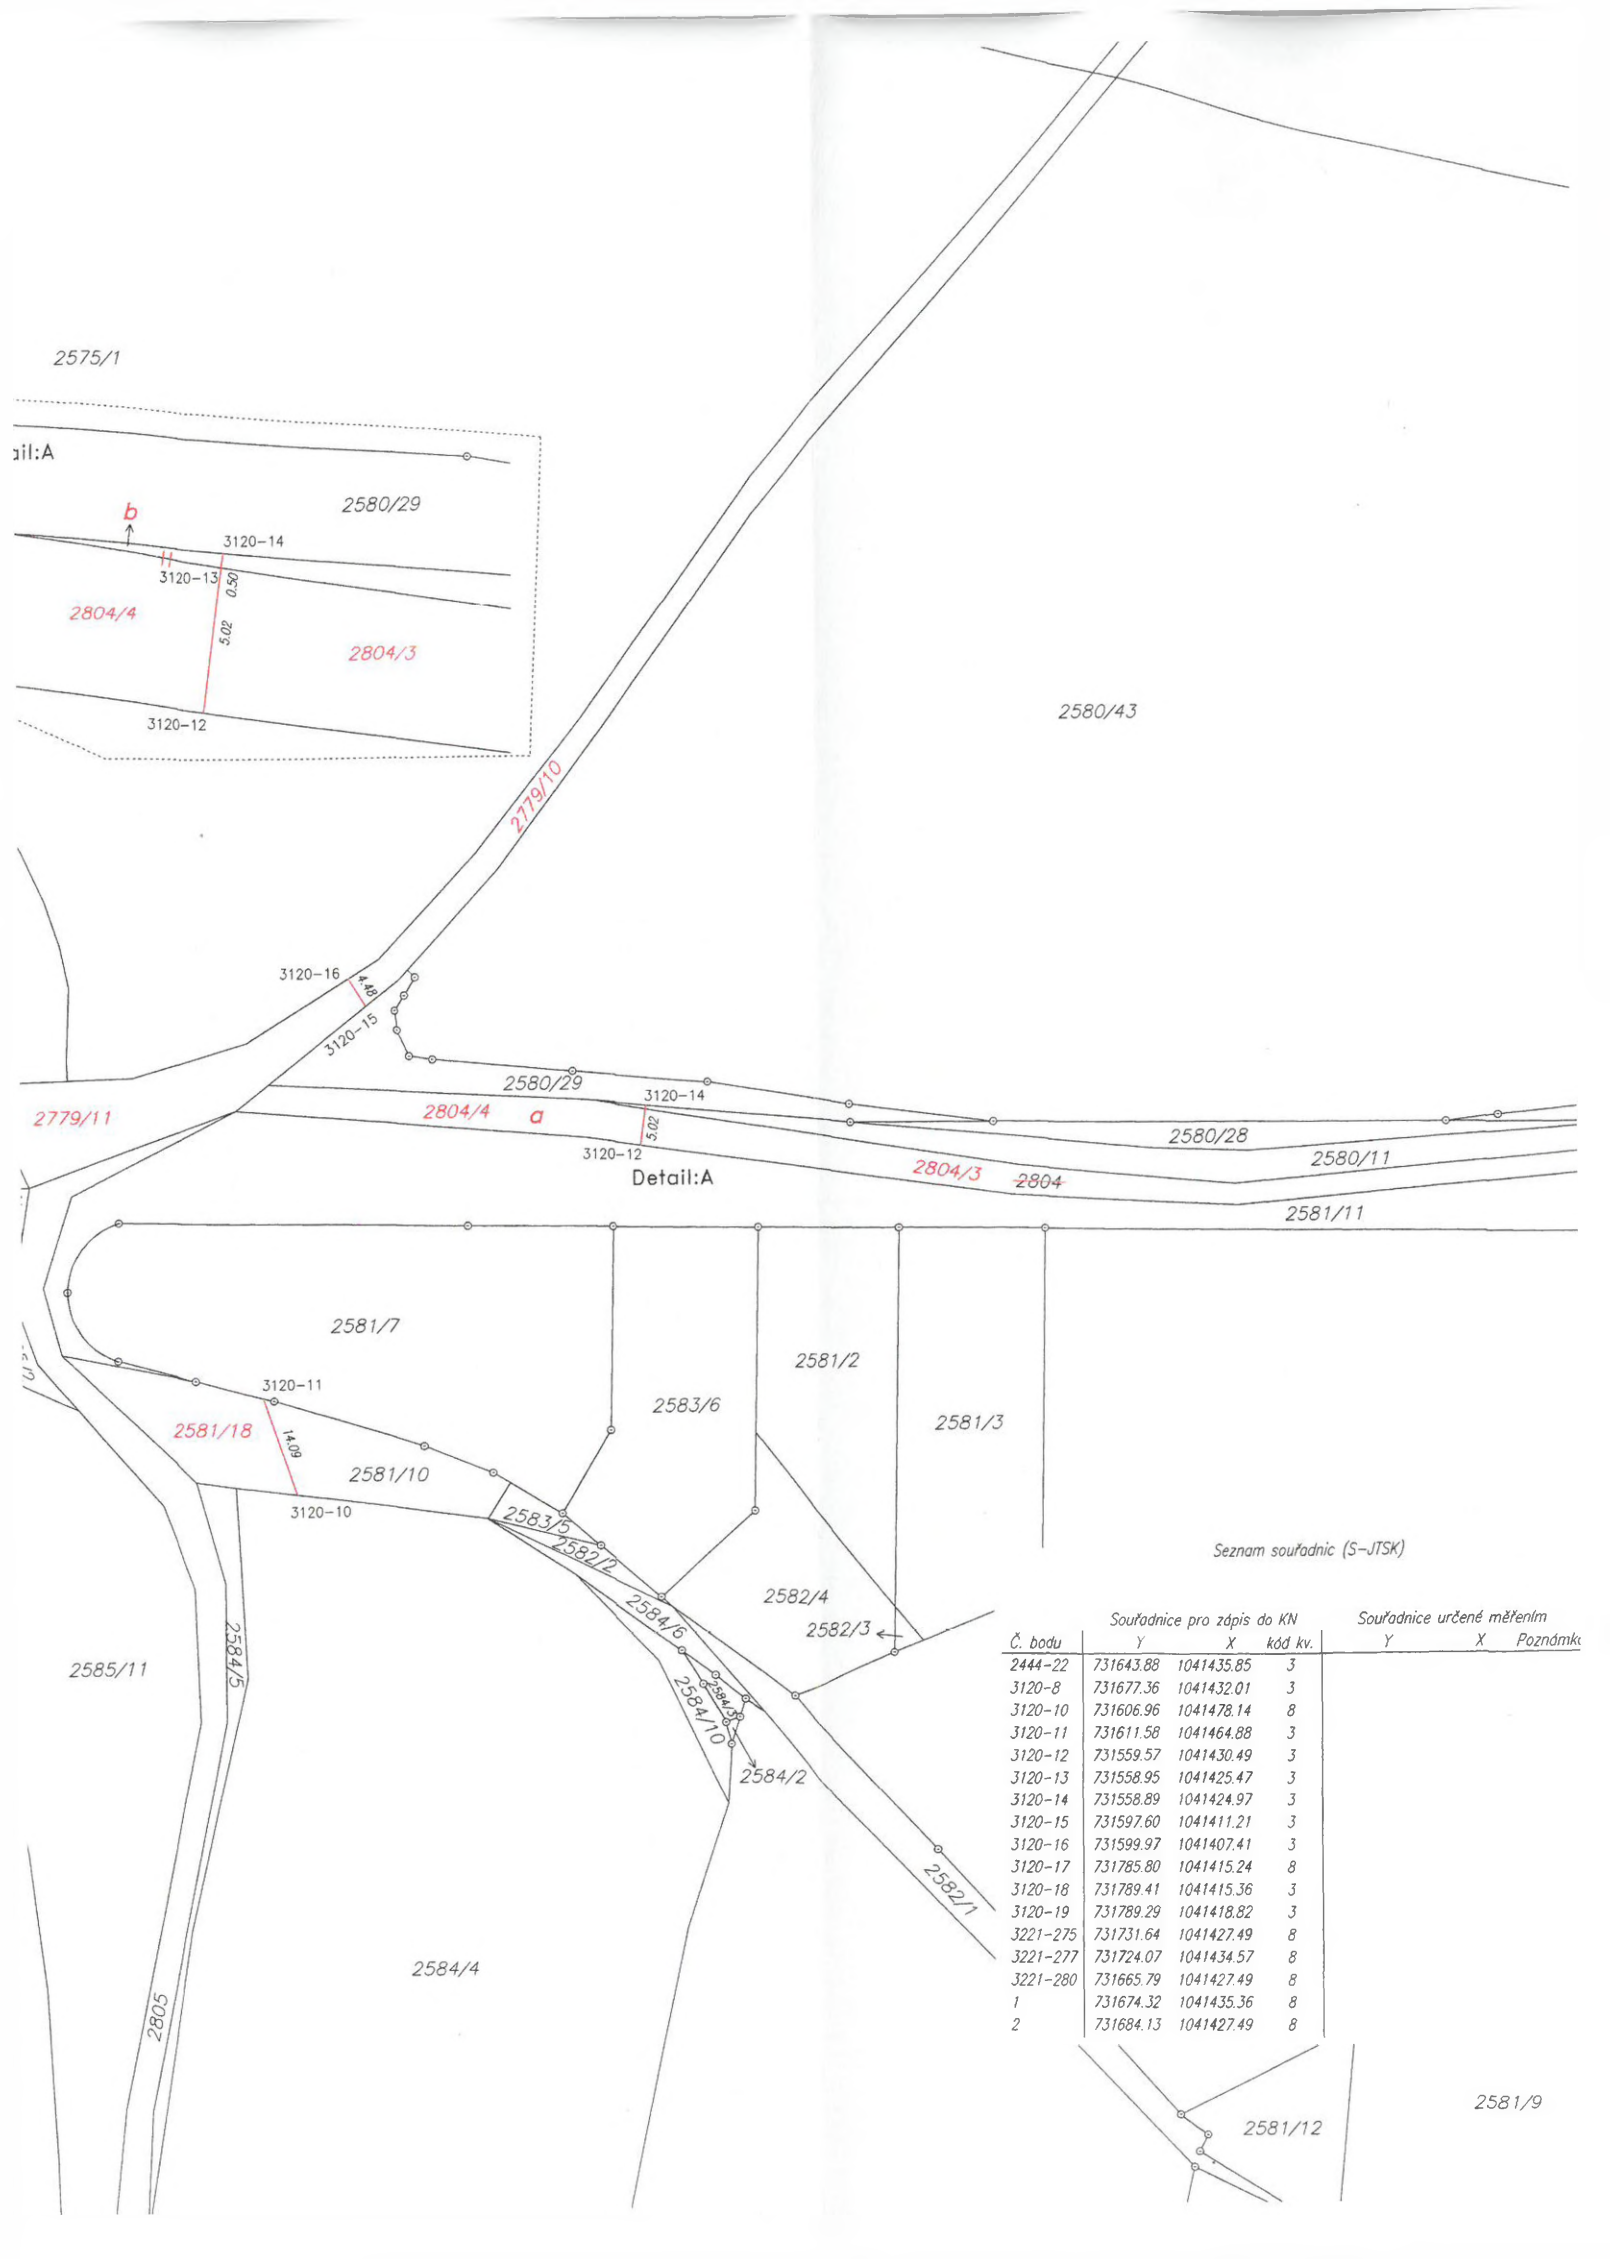 2575/1
ail:A
2580/29
b
3120-14
3120-13
0.50
2804/4
5.02
2804/3
3120-12
2580/43
2779/10
3120-16
4.48
3120-15
2580/29
3120-14
2779/11
2804/4
a
5.02
2580/28
3120-12
2580/11
2804/3
2804
Detail:A
2581/11
2581/7
2581/2
3120-11
2583/6
2581/18
14.09
2581/3
2581/10
3120-10
2583/5
2582/2
Seznam souřadnic (S-JTSK)
2582/4
2584/6
2582/3
Souřadnice pro zápis do KN Souřadnice určené měřením
Č. bodu Y X kód kv. Y X Poznámk
2444-22 731643.88 1041435.85 3
3120-8 731677.36 1041432.01 3
3120-10 731606.96 1041478.14 8
3120-11 731611.58 1041464.88 3
3120-12 731559.57 1041430.49 3
3120-13 731558.95 1041425.47 3
3120-14 731558.89 1041424.97 3
3120-15 731597.60 1041411.21 3
3120-16 731599.97 1041407.41 3
3120-17 731785.80 1041415.24 8
3120-18 731789.41 1041415.36 3
3120-19 731789.29 1041418.82 3
3221-275 731731.64 1041427.49 8
3221-277 731724.07 1041434.57 8
3221-280 731665.79 1041427.49 8
1 731674.32 1041435.36 8
2 731684.13 1041427.49 8
2585/11
2584/5
2584/3
2584/10
2584/2
2582/1
2584/4
2805
2581/9
2581/12